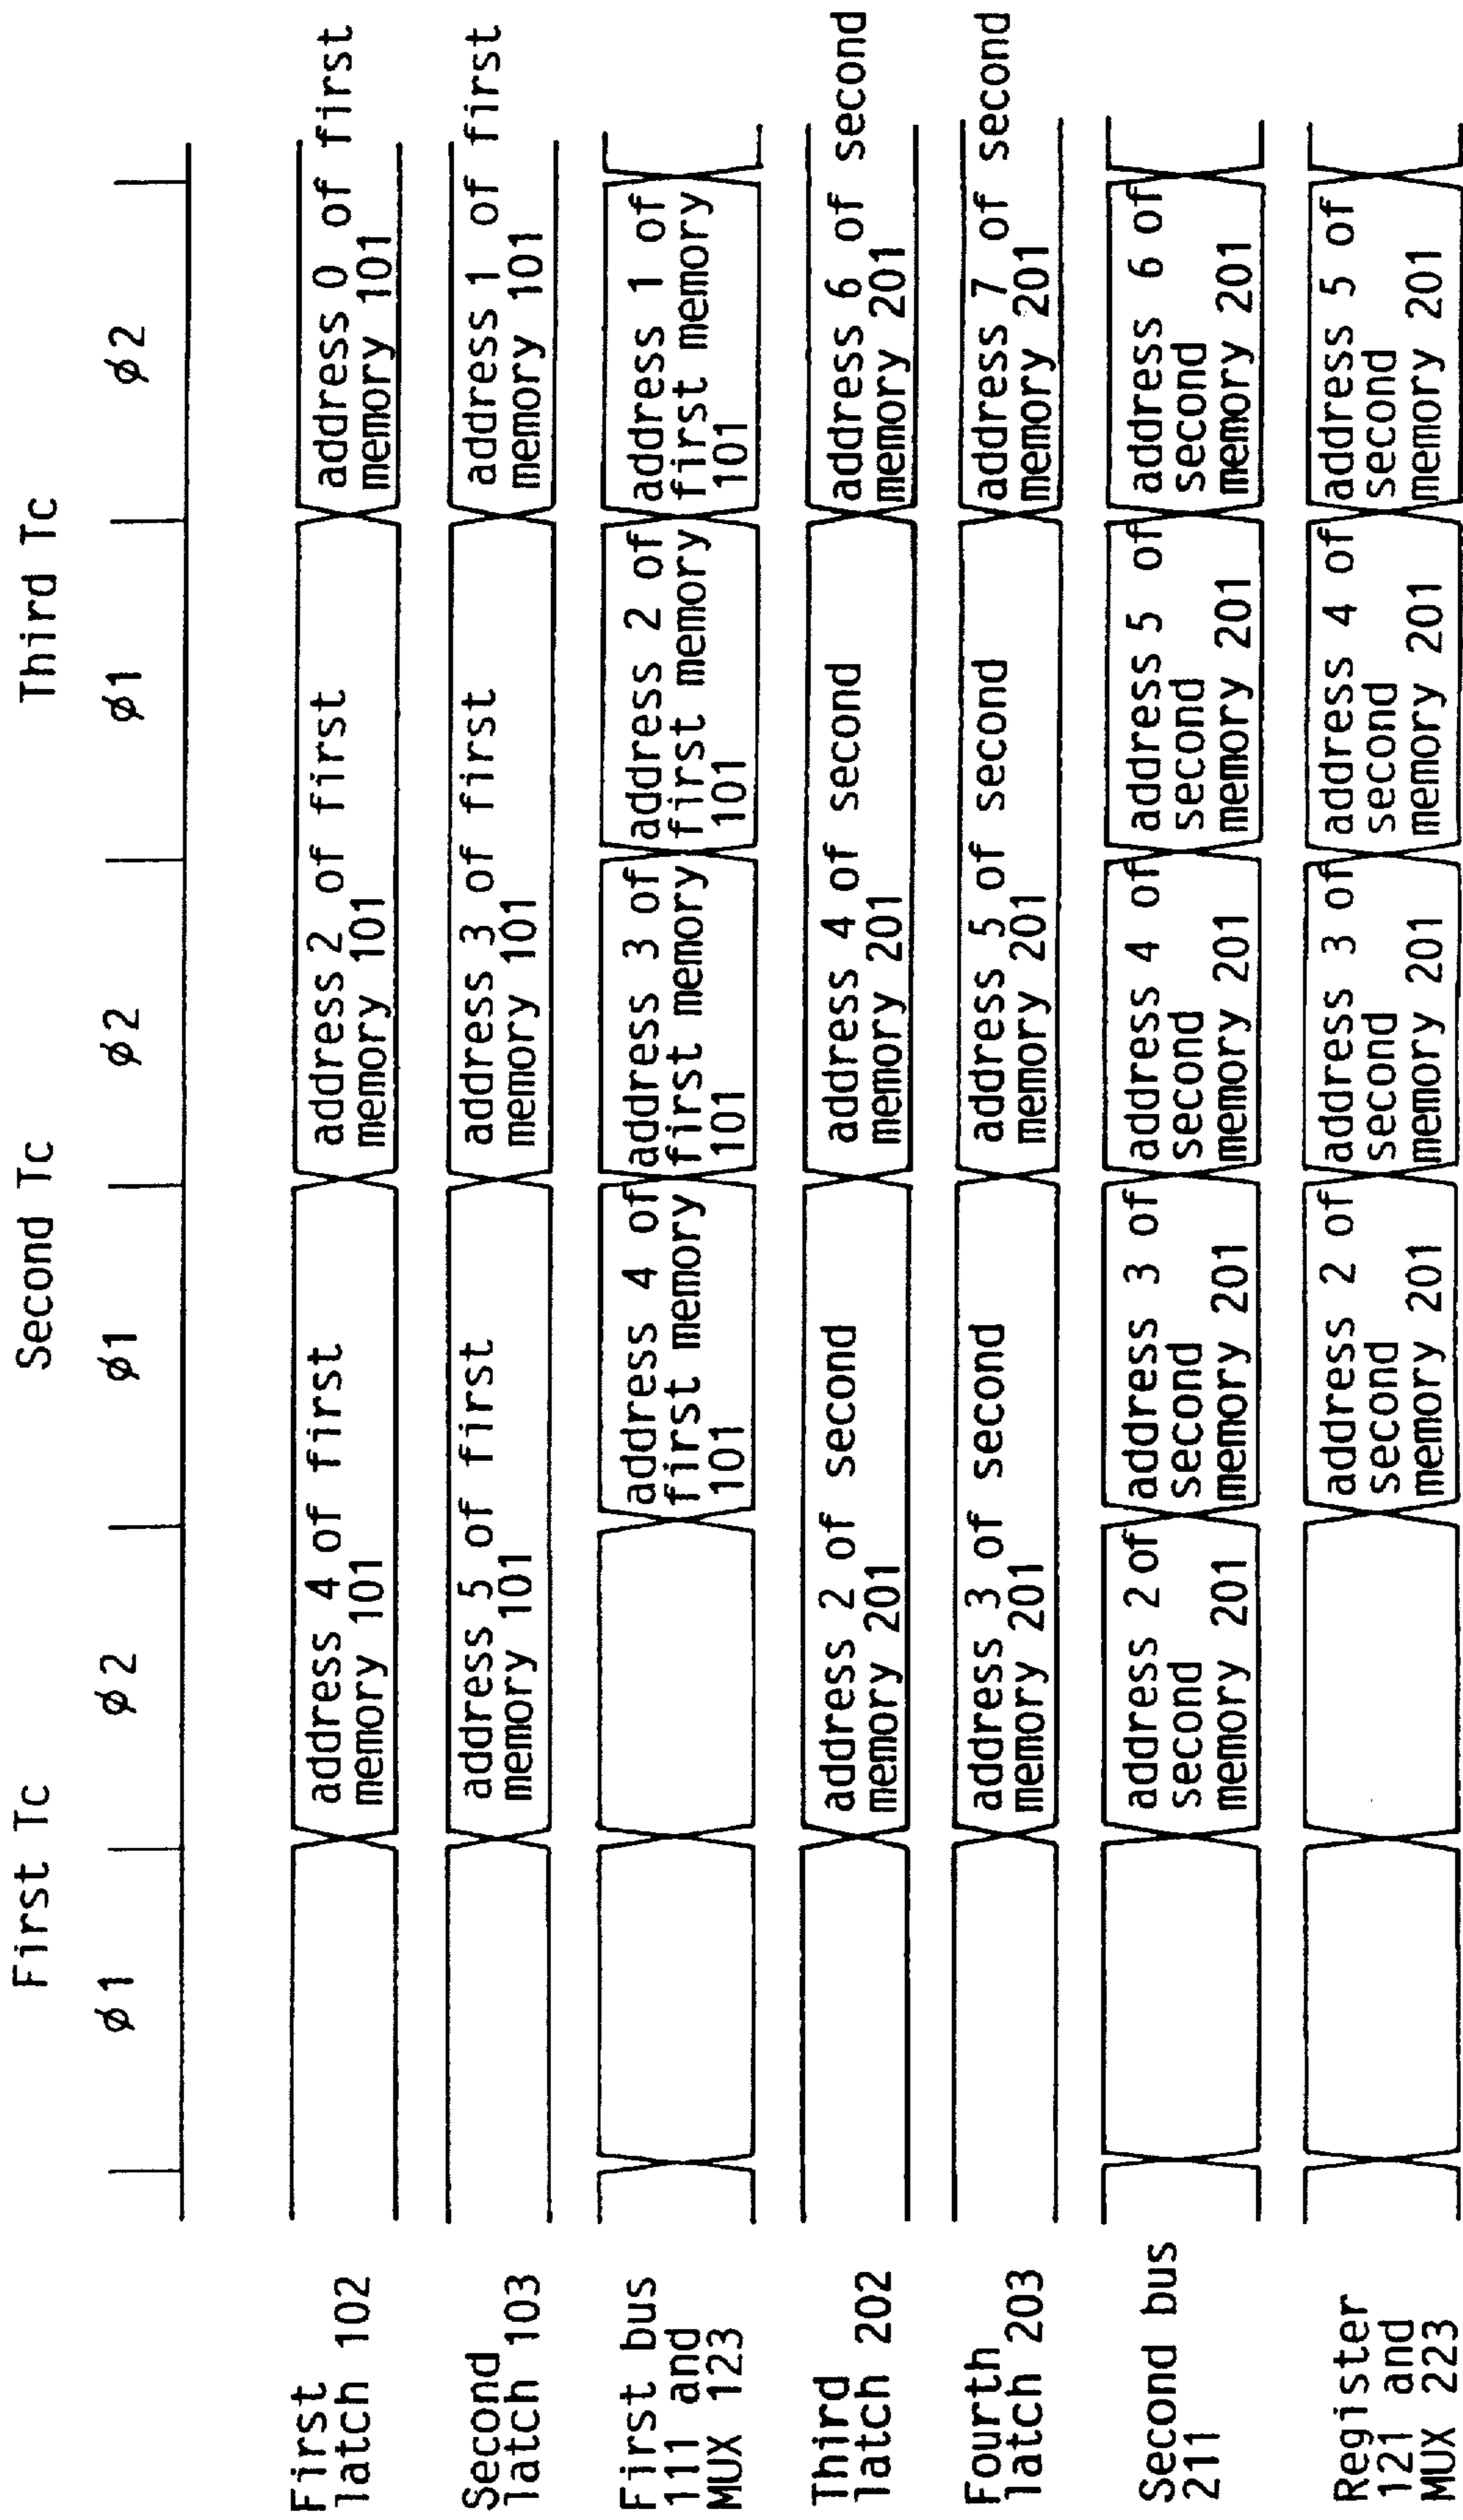 First Tc
Second Tc
Third Tc
ø1
ø2
ø1
ø2
ø1
ø2
First
latch 102
address 4 of first
memory 101
address 2 of first
memory 101
address 0 of first
memory 101
Second
latch 103
address 5 of first
memory 101
address 3 of first
memory 101
address 1 of first
memory 101
First bus
111 and
MUX 123
address 4 of
first memory
101
address 3 of
first memory
101
address 2 of
first memory
101
address 1 of
first memory
101
Third
latch 202
address 2 of second
memory 201
address 4 of second
memory 201
address 6 of second
memory 201
Fourth
latch 203
address 3 of second
memory 201
address 5 of second
memory 201
address 7 of second
memory 201
Second bus
211
address 2 of
second
memory 201
address 3 of
second
memory 201
address 4 of
second
memory 201
address 5 of
second
memory 201
address 6 of
second
memory 201
Register
121 and
MUX 223
address 2 of
second
memory 201
address 3 of
second
memory 201
address 4 of
second
memory 201
address 5 of
second
memory 201